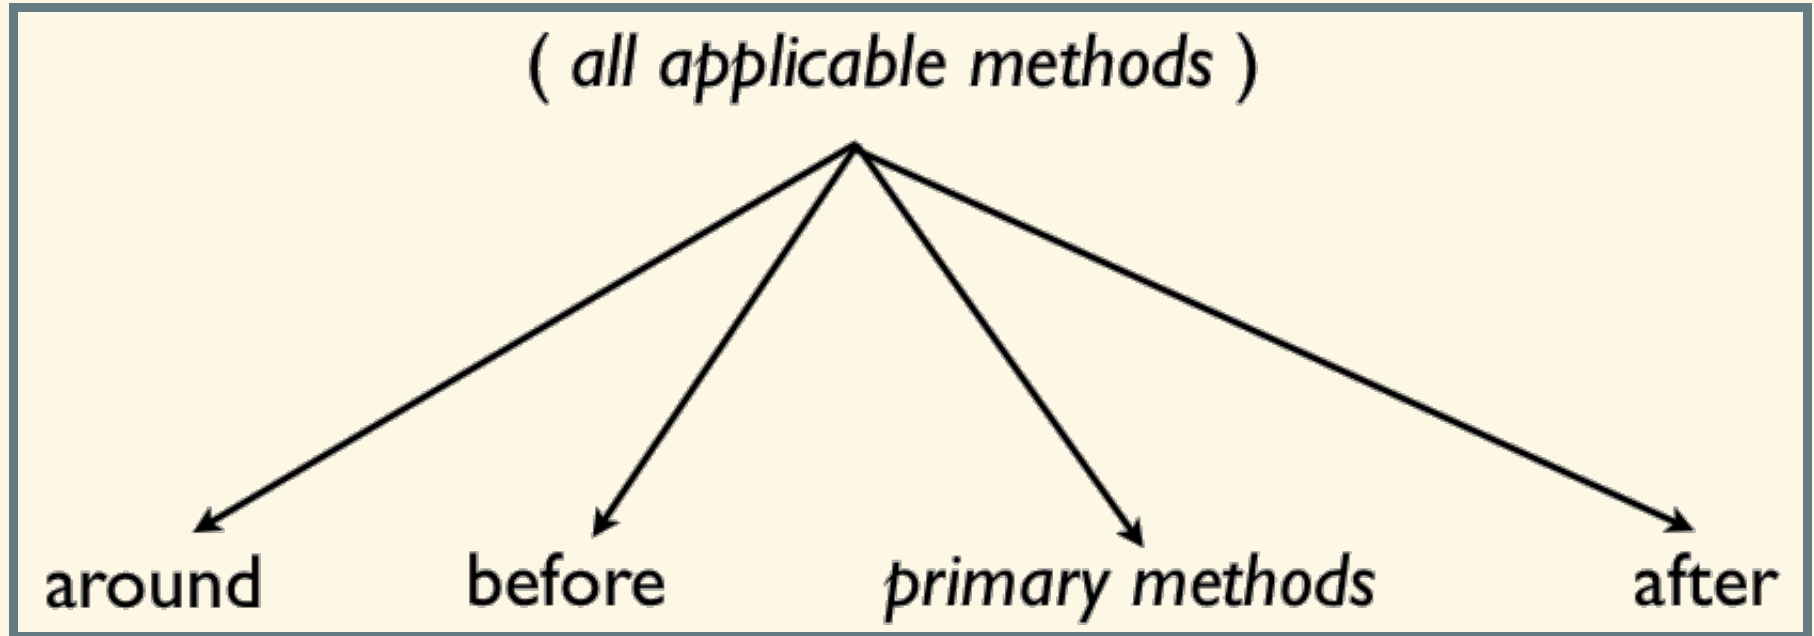 ( all applicable methods )
around before primary methods after